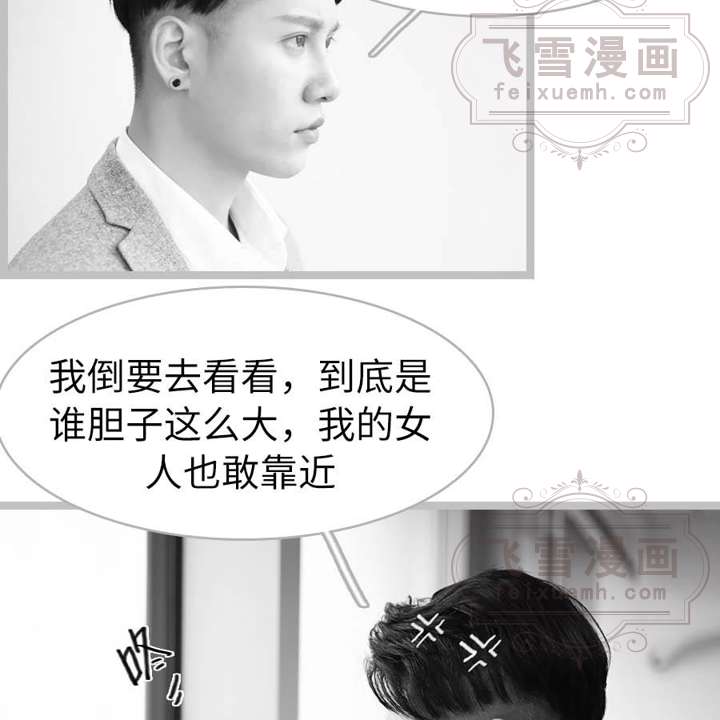 飞雪漫画
feixuemh.com
我倒要去看看，到底是
谁胆子这么大，我的女
人也敢靠近
飞雪漫画
feixuemh.com
咚